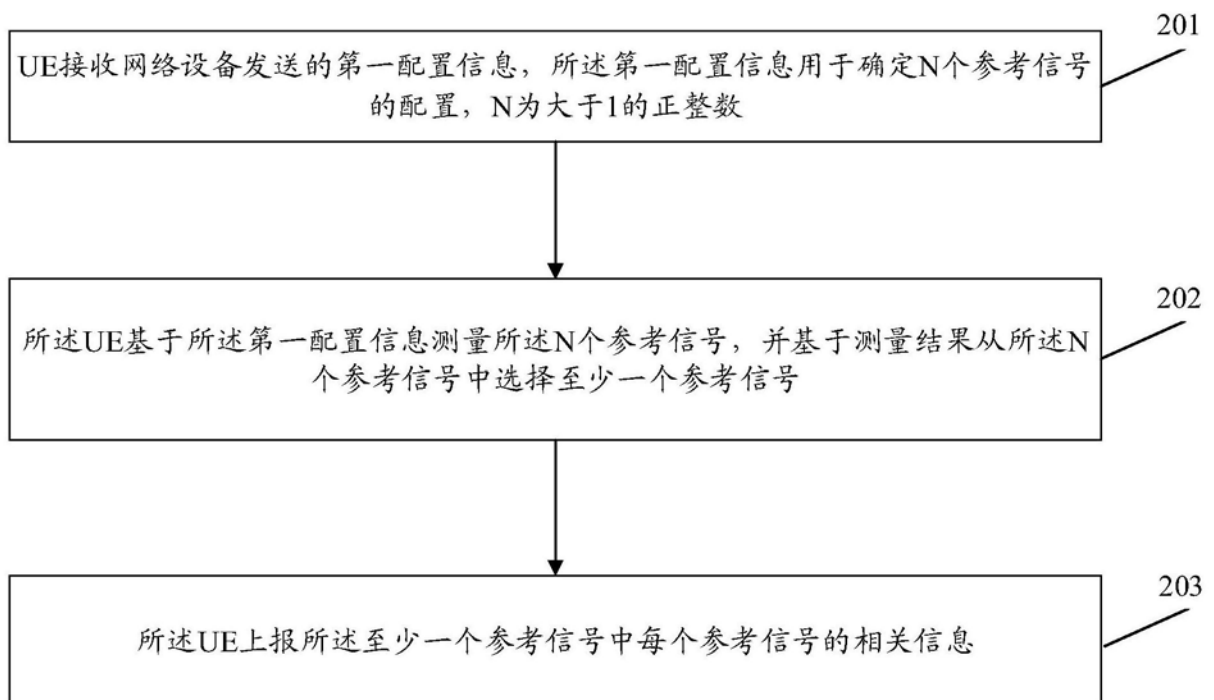 201
UE接收网络设备发送的第一配置信息，所述第一配置信息用于确定N个参考信号
的配置，N为大于1的正整数
202
所述UE基于所述第一配置信息测量所述N个参考信号，并基于测量结果从所述N
个参考信号中选择至少一个参考信号
203
所述UE上报所述至少一个参考信号中每个参考信号的相关信息